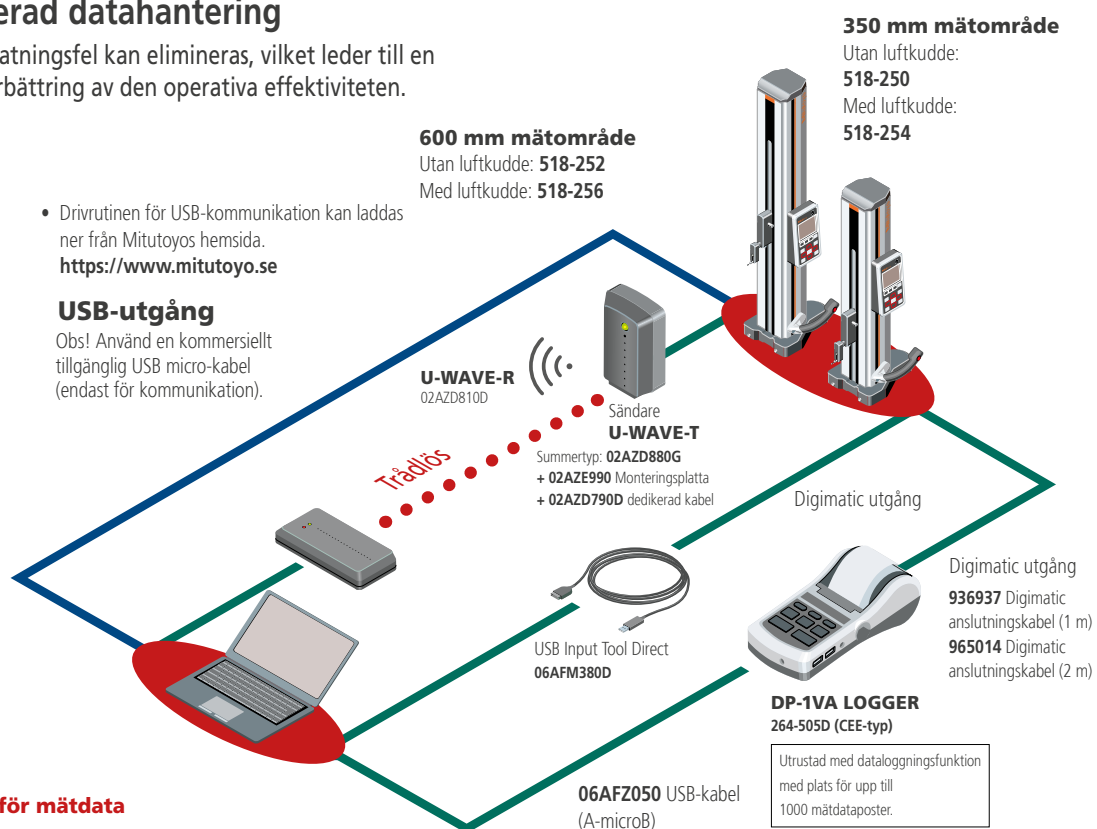 erad datahantering
atningsfel kan elimineras, vilket leder till en
rbättring av den operativa effektiviteten.
350 mm mätområde
Utan luftkudde:
518-250
Med luftkudde:
518-254
600 mm mätområde
Utan luftkudde: 518-252
Med luftkudde: 518-256
• Drivrutinen för USB-kommunikation kan laddas
ner från Mitutoyos hemsida.
https://www.mitutoyo.se
USB-utgång
Obs! Använd en kommersiellt
tillgänglig USB micro-kabel
(endast för kommunikation).
U-WAVE-R
02AZD810D
Sändare
U-WAVE-T
Summertyp: 02AZD880G
+ 02AZE990 Monteringsplatta
+ 02AZD790D dedikerad kabel
Trådlös
Digimatic utgång
USB Input Tool Direct
06AFM380D
Digimatic utgång
936937 Digimatic
anslutningskabel (1 m)
965014 Digimatic
anslutningskabel (2 m)
DP-1VA LOGGER
264-505D (CEE-typ)
Utrustad med dataloggningsfunktion
med plats för upp till
1000 mätdataposter.
06AFZ050 USB-kabel
(A-microB)
för mätdata